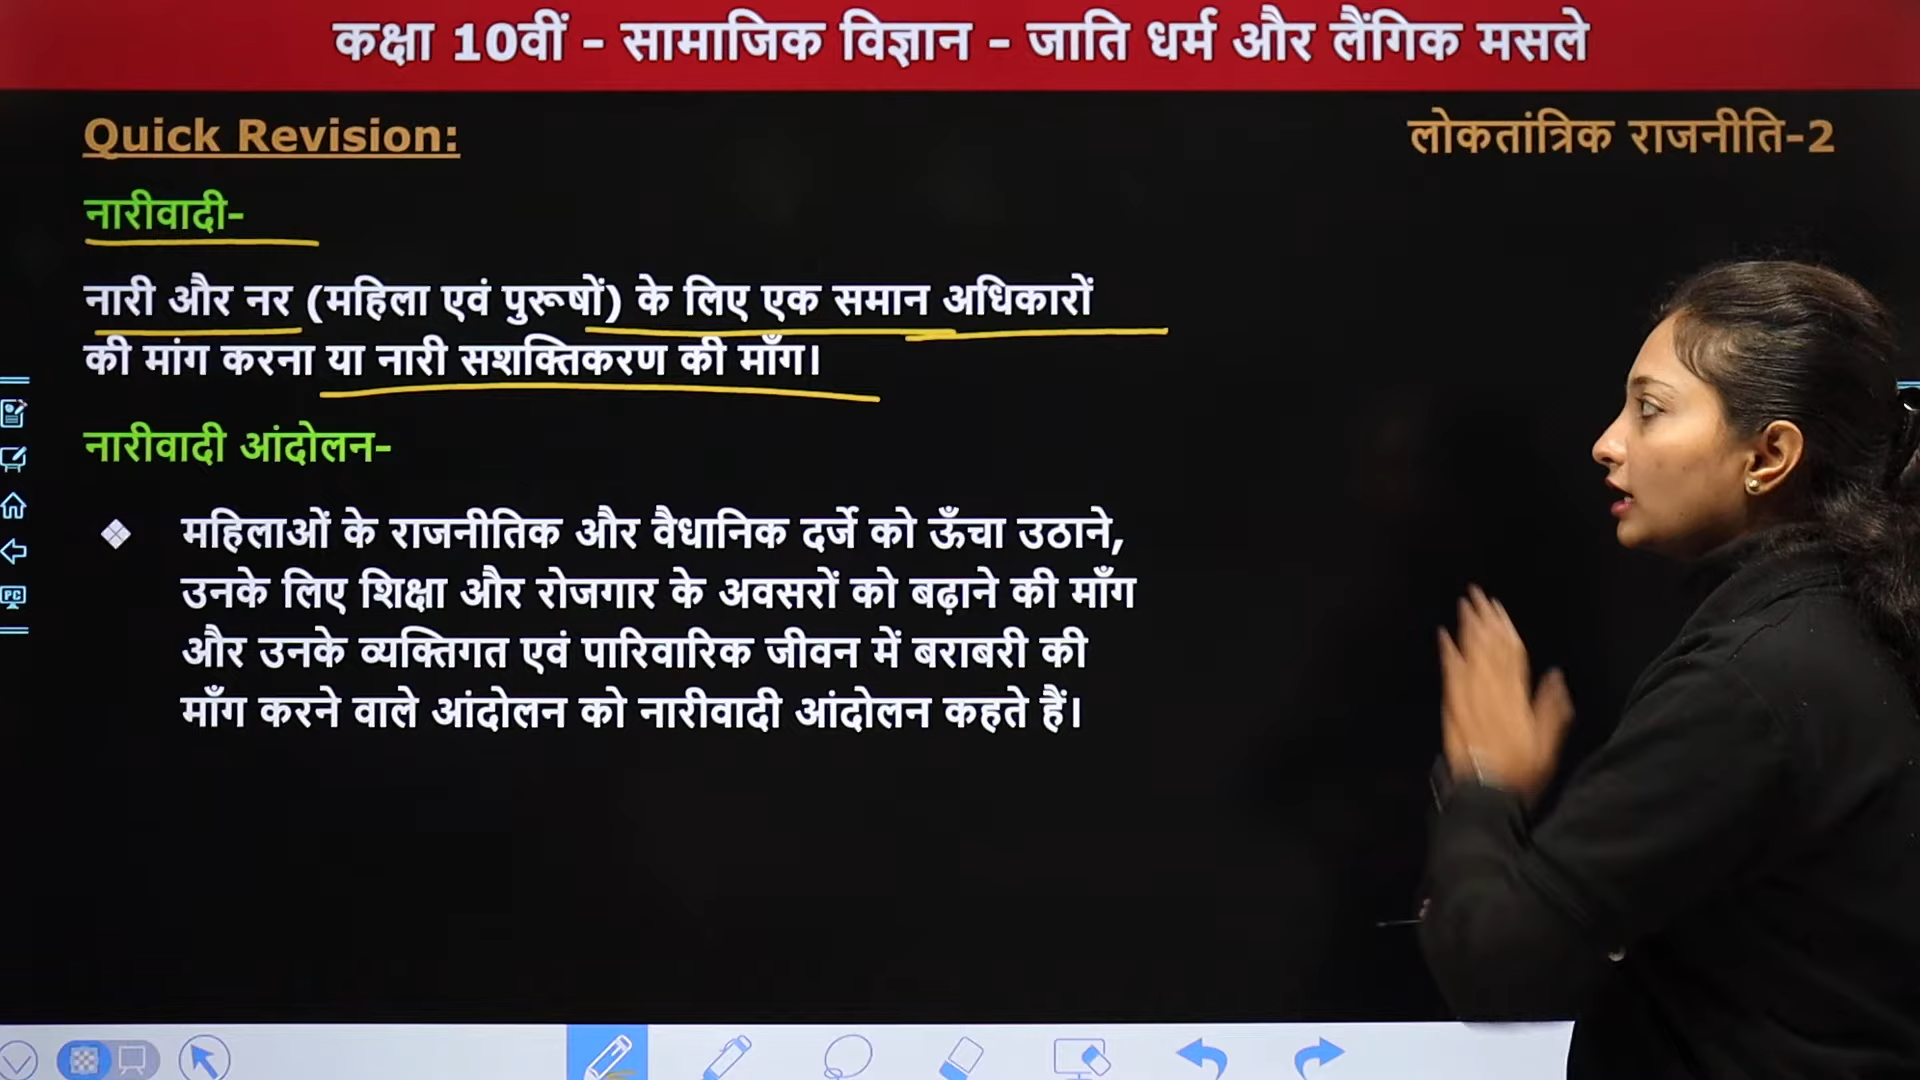 कक्षा 10वीं - सामाजिक विज्ञान - जाति धर्म और लैंगिक मसले
Quick Revision:
लोकतांत्रिक राजनीति-2
नारीवादी-
नारी और नर (महिला एवं पुरूषों) के लिए एक समान अधिकारों
की मांग करना या नारी सशक्तिकरण की माँग।
नारीवादी आंदोलन-
महिलाओं के राजनीतिक और वैधानिक दर्जे को ऊँचा उठाने,
उनके लिए शिक्षा और रोजगार के अवसरों को बढ़ाने की माँग
और उनके व्यक्तिगत एवं पारिवारिक जीवन में बराबरी की
माँग करने वाले आंदोलन को नारीवादी आंदोलन कहते हैं।
PC